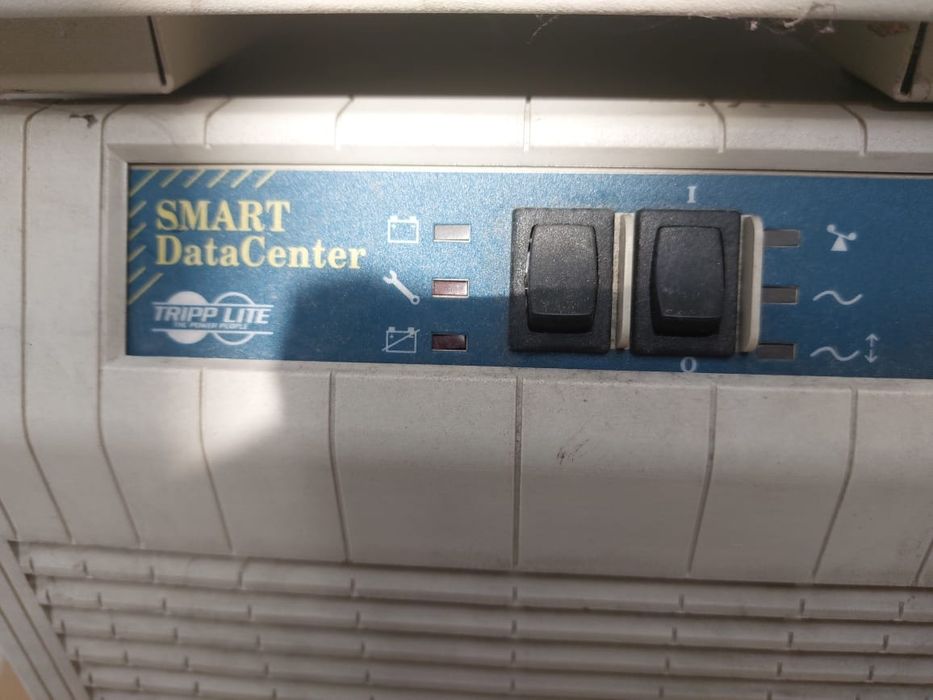 SMART
DataCenter
TRIPP LITE
THE POWER PEOPLE
I
O